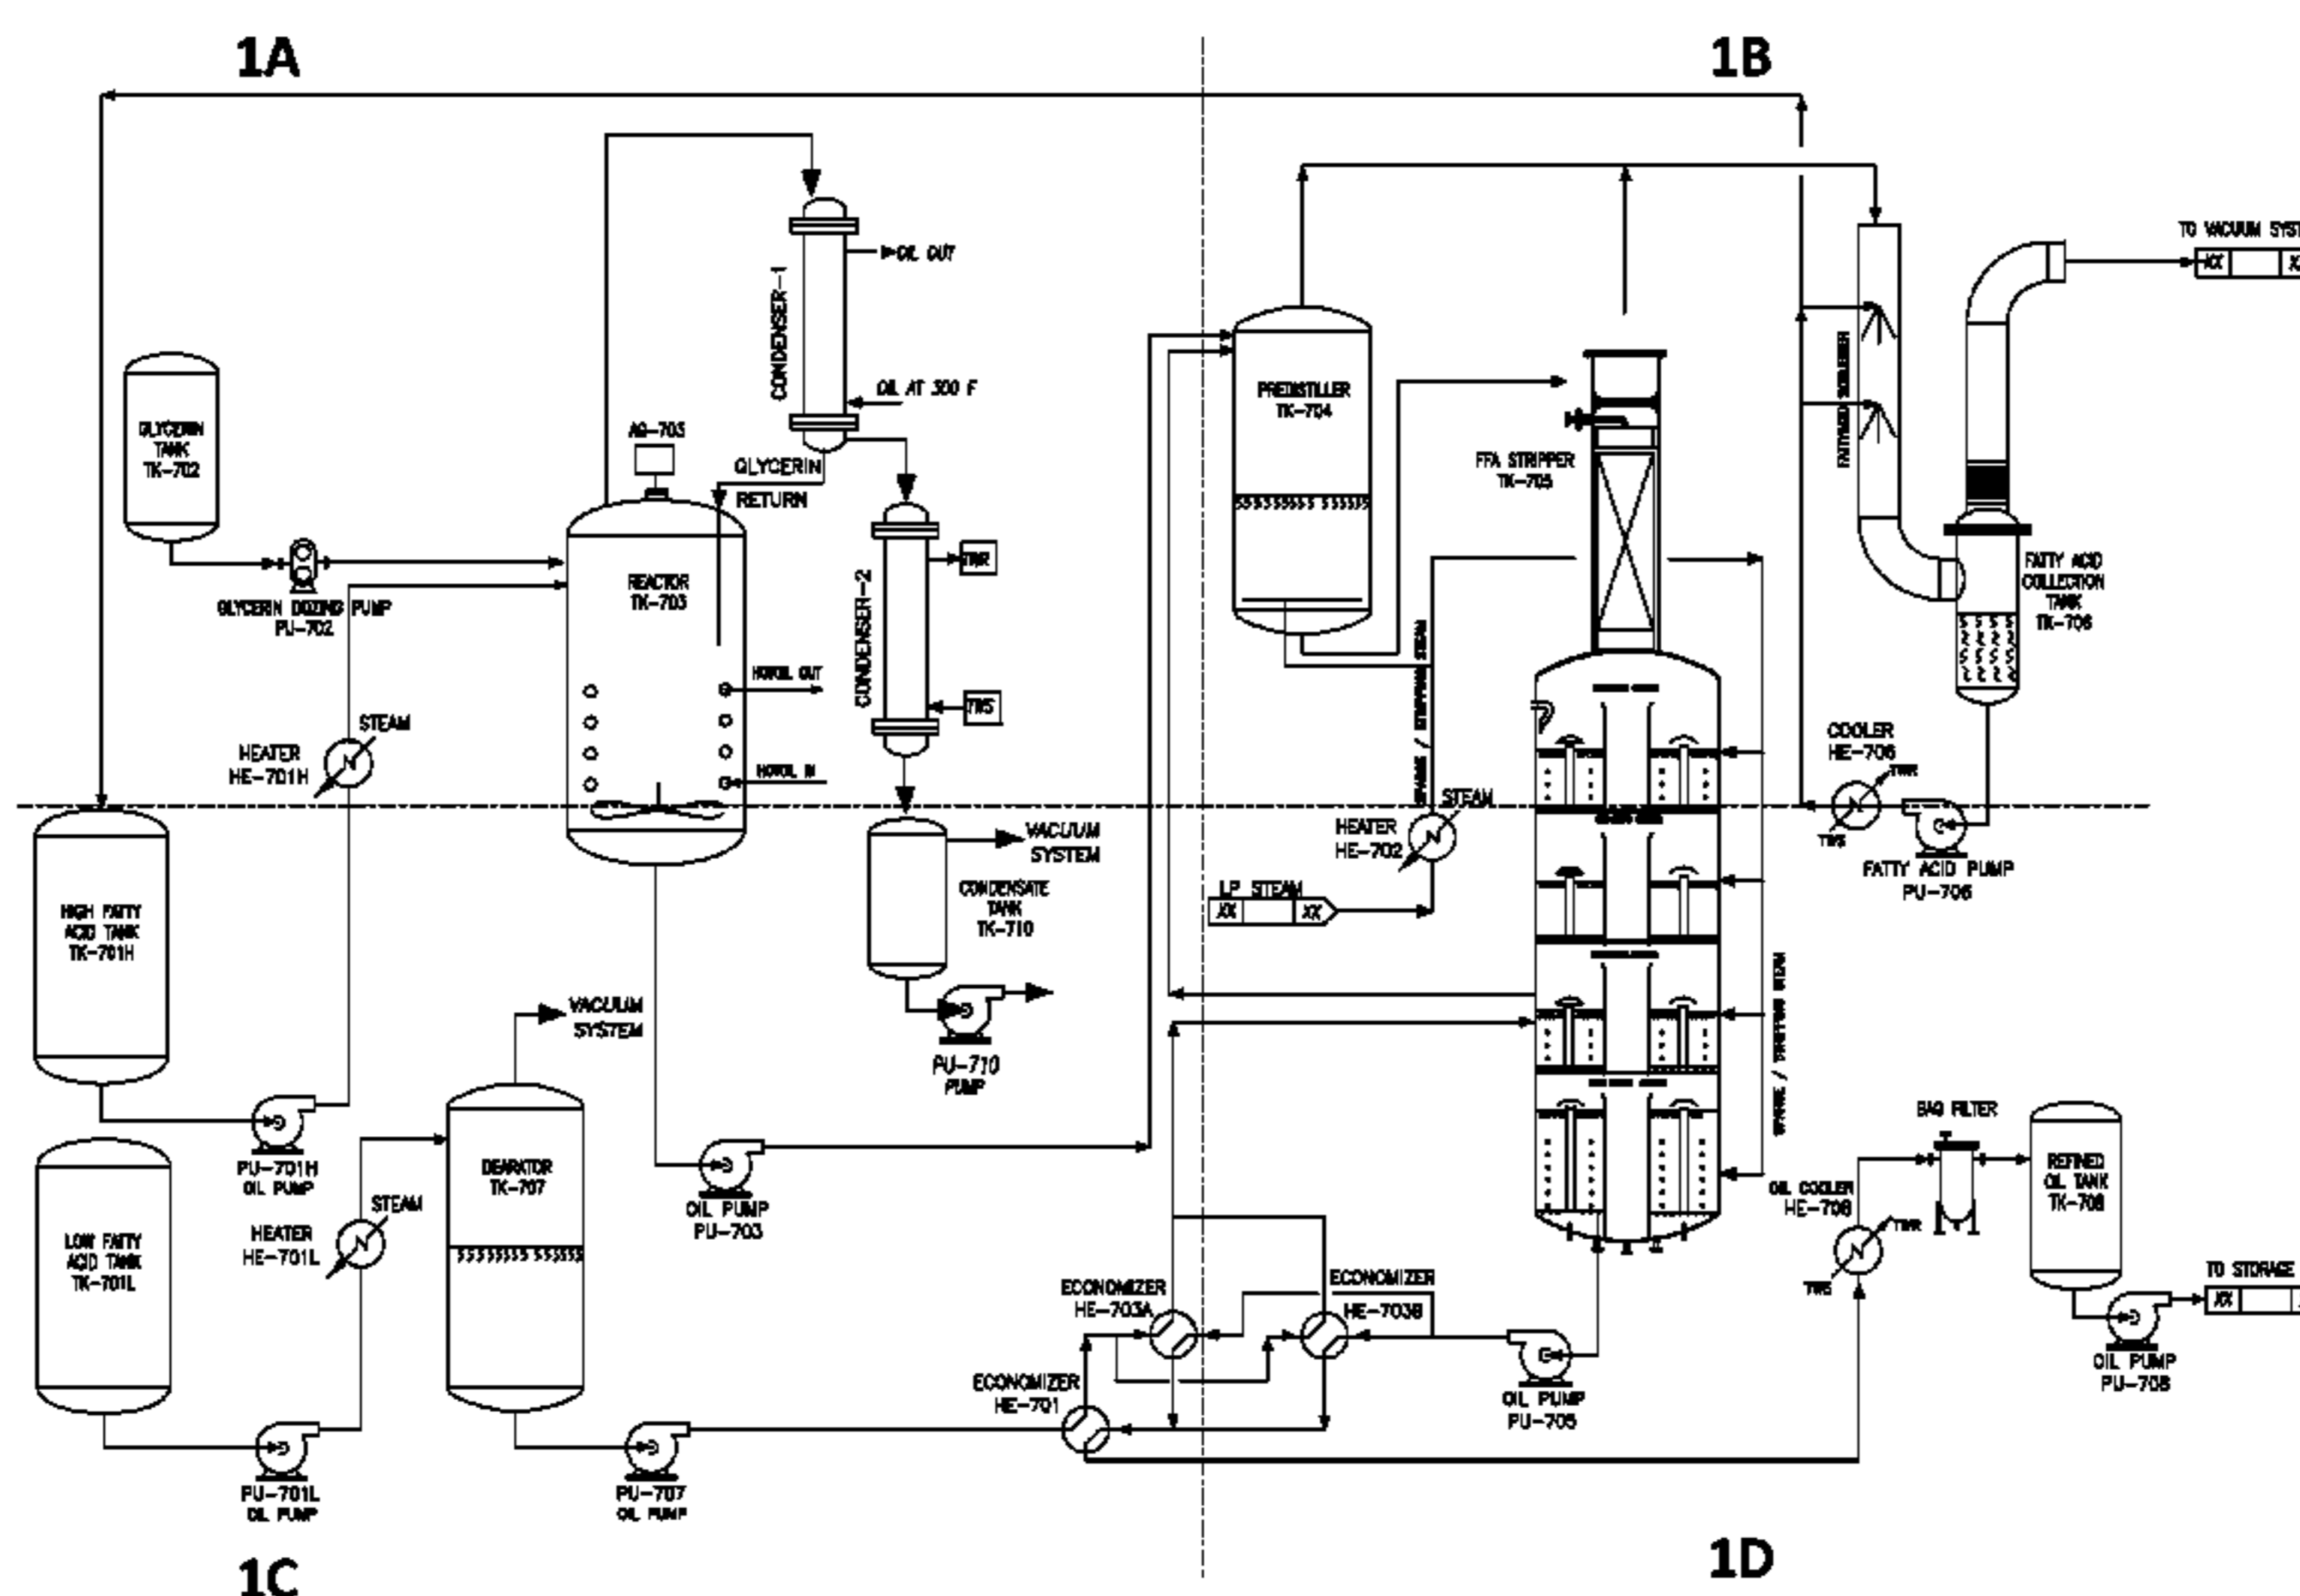 1A
1B
TO VACUUM SYST
XX
OIL OUT
CONDENSER-1
OIL AT 300 F
GLYCERIN
TANK
TK-702
AG-703
GLYCERIN
RETURN
GLYCERIN DOZING PUMP
PU-702
REACTOR
TK-703
HOTOIL OUT
HOTOIL IN
CONDENSER-2
TWR
TWS
STEAM
HEATER
HE-701H
PREDISTILLER
TK-704
FFA STRIPPER
TK-705
SPARGE / STRIPPING STEAM
FATTY ACID
COLLECTION
TANK
TK-706
COOLER
HE-706
TWR
TWS
FATTY ACID PUMP
PU-706
HIGH FATTY
ACID TANK
TK-701H
VACUUM
SYSTEM
CONDENSATE
TANK
TK-710
PU-710
PUMP
STEAM
HEATER
HE-702
LP STEAM
XX
XX
SPARGE / STRIPPING STEAM
VACUUM
SYSTEM
PU-701H
OIL PUMP
DEARATOR
TK-707
STEAM
HEATER
HE-701L
LOW FATTY
ACID TANK
TK-701L
OIL PUMP
PU-703
BAG FILTER
REFINED
OIL TANK
TK-708
OIL COOLER
HE-708
TWR
TWS
TO STORAGE
XX
OIL PUMP
PU-708
ECONOMIZER
HE-703A
ECONOMIZER
HE-703B
ECONOMIZER
HE-701
OIL PUMP
PU-705
PU-701L
OIL PUMP
PU-707
OIL PUMP
1C
1D